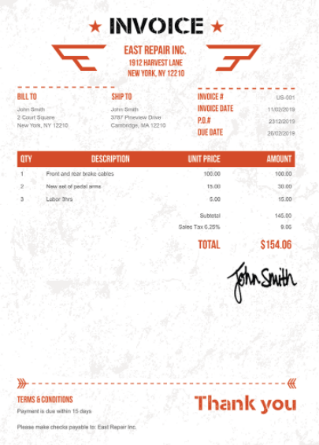 INVOICE
EAST REPAIR INC.
1912 HARVEST LANE
NEW YORK, NY 12210
BILL TO
John Smith
2 Court Square
New York, NY 12210
SHIP TO
John Smith
3787 Pineview Drive
Cambridge, MA 12210
INVOICE # US-001
INVOICE DATE 11/02/2019
P.O.# 2312/2019
DUE DATE 26/02/2019
QTY DESCRIPTION UNIT PRICE AMOUNT
1 Front and rear brake cables 100.00 100.00
2 New set of pedal arms 15.00 30.00
3 Labor 3hrs 5.00 15.00
Subtotal 145.00
Sales Tax 6.25% 9.06
TOTAL $154.06
John Smith
TERMS & CONDITIONS
Thank you
Payment is due within 15 days
Please make checks payable to: East Repair Inc.